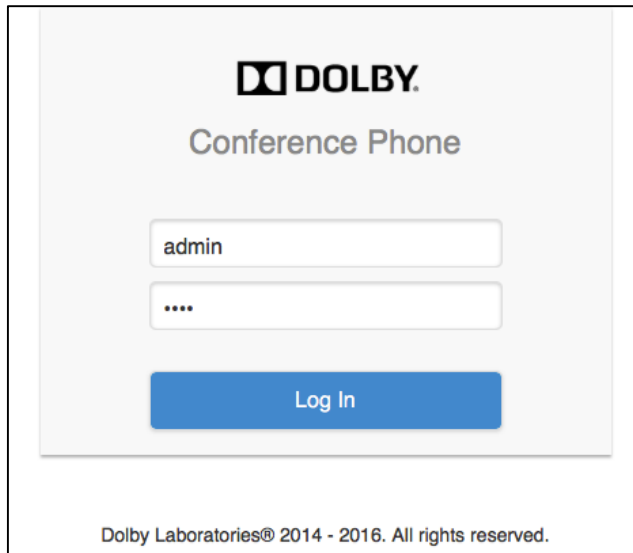 DOLBY.
Conference Phone
admin
••••
Log In
Dolby Laboratories® 2014 - 2016. All rights reserved.